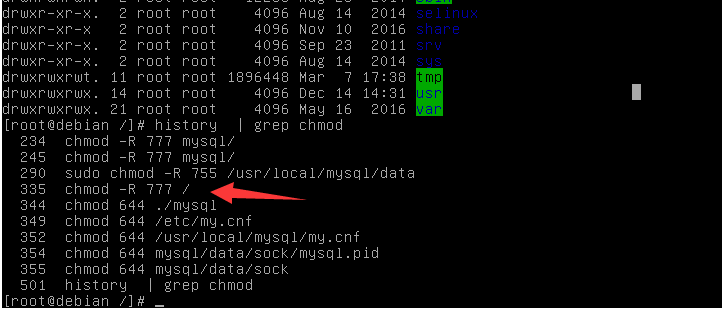 drwxr-xr-x. 2 root root 4096 Aug 14 2014 selinux
drwxr-xr-x. 2 root root 4096 Nov 10 2016 share
drwxr-xr-x. 2 root root 4096 Sep 23 2011 srv
drwxr-xr-x. 2 root root 4096 Aug 14 2014 sys
drwxrwxrwt. 11 root root 1896448 Mar 7 17:38 tmp
drwxrwxrwx. 14 root root 4096 Dec 14 14:31 usr
drwxrwxrwx. 21 root root 4096 May 16 2016 var
[root@debian /]# history | grep chmod
234 chmod -R 777 mysql/
245 chmod -R 777 mysql/
290 sudo chmod -R 755 /usr/local/mysql/data
335 chmod -R 777 /
344 chmod 644 ./mysql
349 chmod 644 /etc/my.cnf
352 chmod 644 /usr/local/mysql/my.cnf
354 chmod 644 mysql/data/sock/mysql.pid
355 chmod 644 mysql/data/sock
501 history | grep chmod
[root@debian /]# _